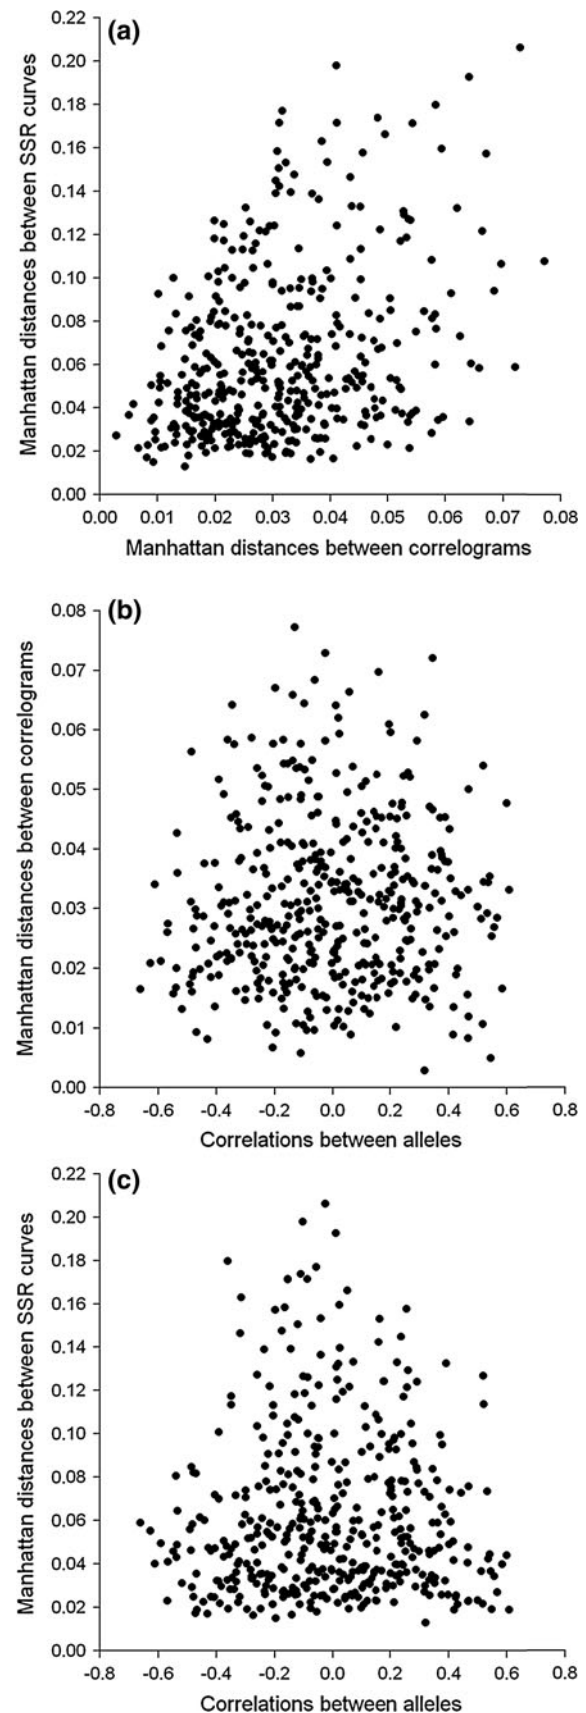 (a)
Manhattan distances between SSR curves
0.22
0.20
0.18
0.16
0.14
0.12
0.10
0.08
0.06
0.04
0.02
0.00
0.00 0.01 0.02 0.03 0.04 0.05 0.06 0.07 0.08
Manhattan distances between correlograms
(b)
Manhattan distances between correlograms
0.08
0.07
0.06
0.05
0.04
0.03
0.02
0.01
0.00
-0.8 -0.6 -0.4 -0.2 0.0 0.2 0.4 0.6 0.8
Correlations between alleles
(c)
Manhattan distances between SSR curves
0.22
0.20
0.18
0.16
0.14
0.12
0.10
0.08
0.06
0.04
0.02
0.00
-0.8 -0.6 -0.4 -0.2 0.0 0.2 0.4 0.6 0.8
Correlations between alleles